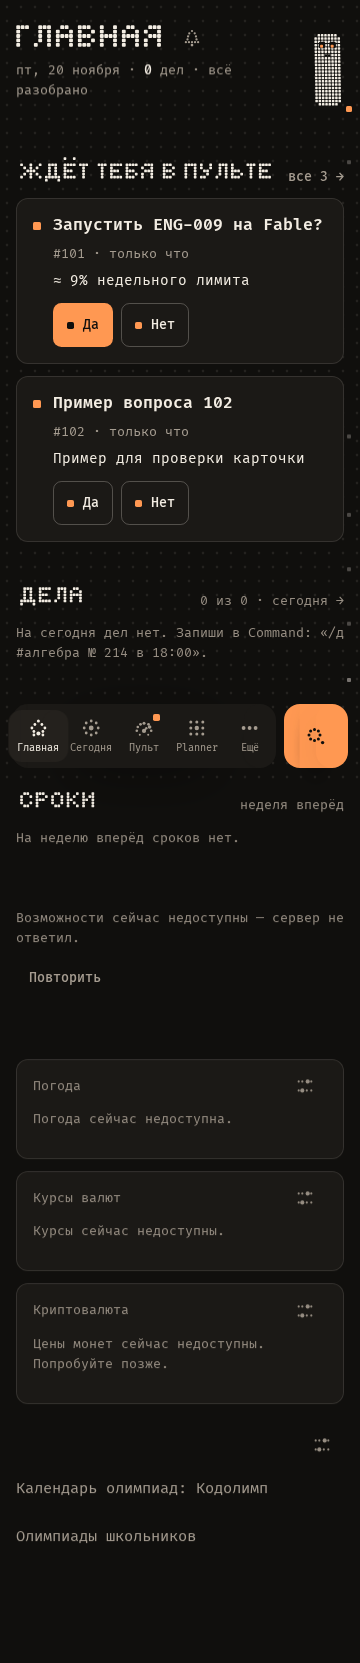 ГЛАВНАЯ
пт, 20 ноября · 0 дел · всё
разобрано
ЖДЁТ ТЕБЯ В ПУЛЬТЕ
все 3 →
Запустить ENG-009 на Fable?
#101 · только что
≈ 9% недельного лимита
Да
Нет
Пример вопроса 102
#102 · только что
Пример для проверки карточки
Да
Нет
ДЕЛА
0 из 0 · сегодня →
На сегодня дел нет. Запиши в Command: «/д
#алгебра № 214 в 18:00».
Главная
Сегодня
Пульт
Planner
Ещё
СРОКИ
неделя вперёд
На неделю вперёд сроков нет.
Возможности сейчас недоступны — сервер не
ответил.
Повторить
Погода
Погода сейчас недоступна.
Курсы валют
Курсы сейчас недоступны.
Криптовалюта
Цены монет сейчас недоступны.
Попробуйте позже.
Календарь олимпиад: Кодолимп
Олимпиады школьников